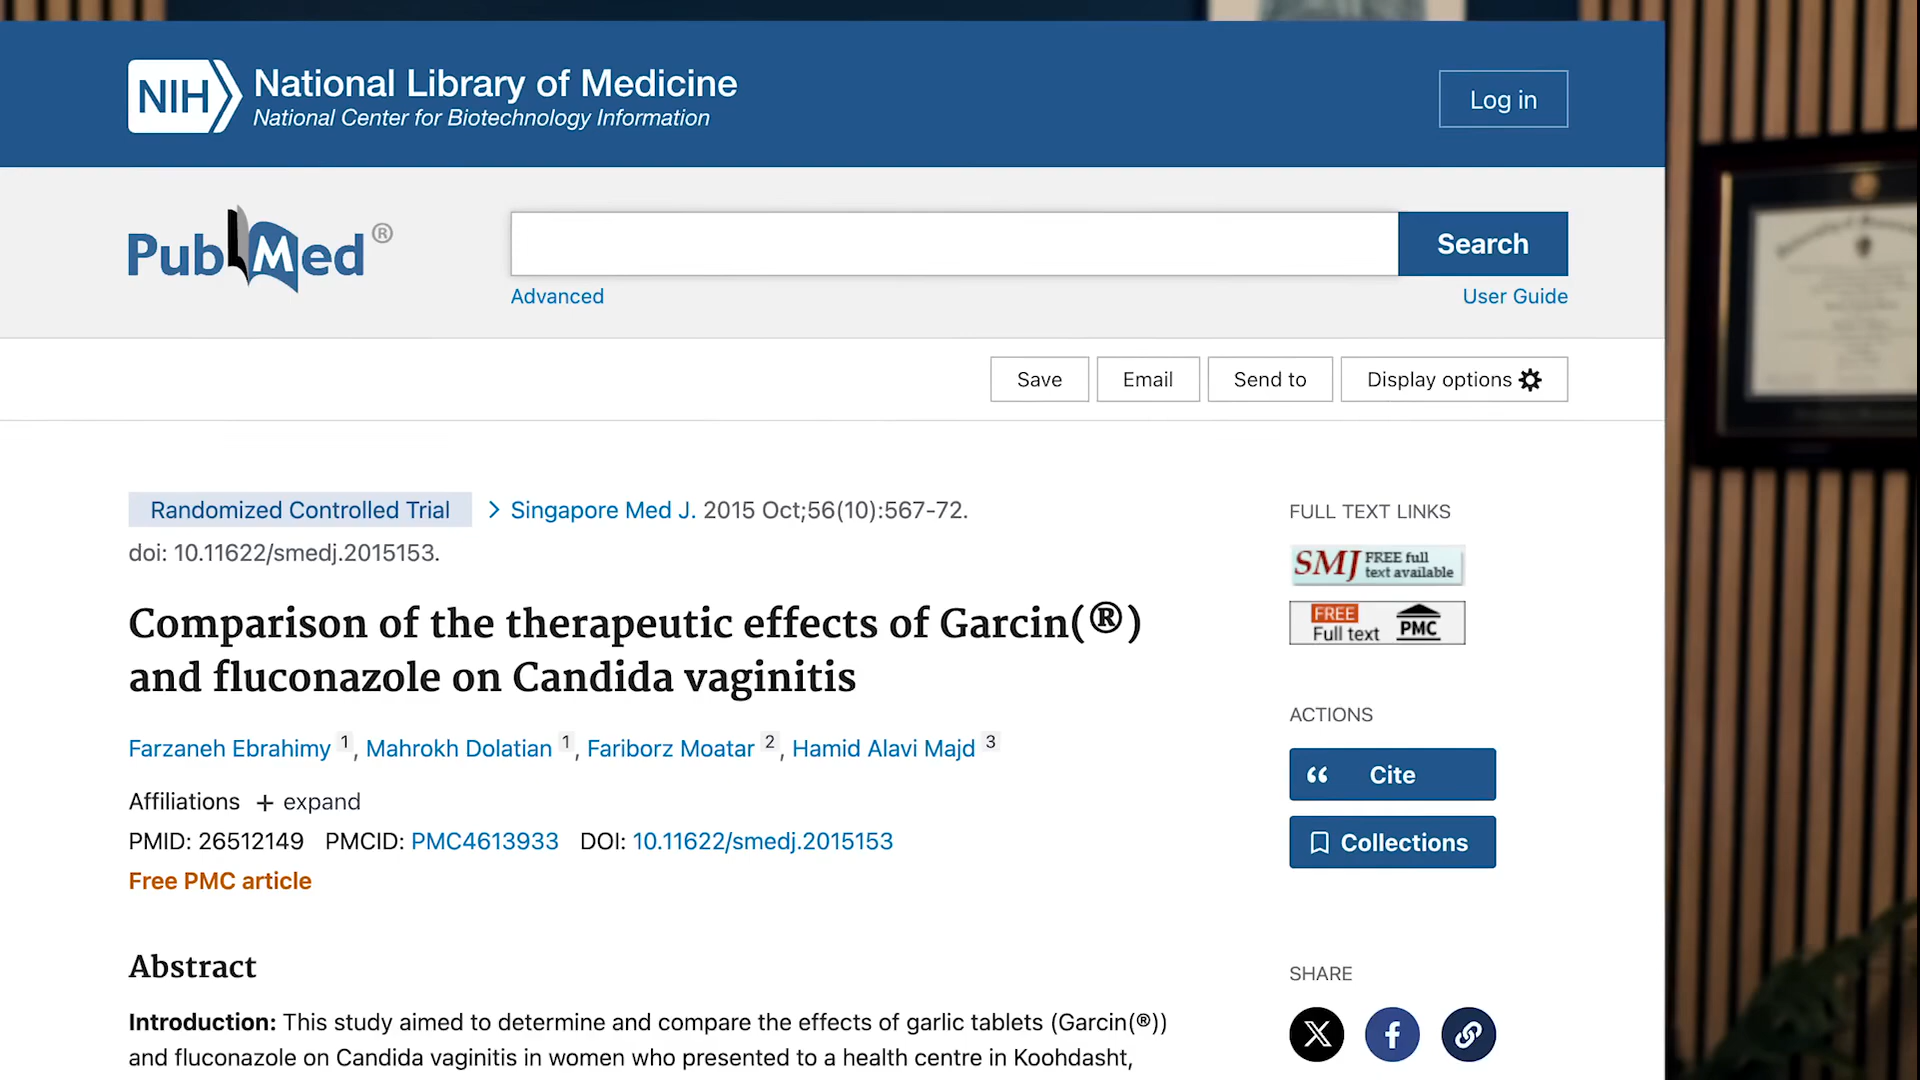 NIH National Library of Medicine
National Center for Biotechnology Information
Log in
PubMed®
Search
Advanced
User Guide
Save
Email
Send to
Display options
Randomized Controlled Trial
Singapore Med J. 2015 Oct;56(10):567-72.
doi: 10.11622/smedj.2015153.
Comparison of the therapeutic effects of Garcin(®)
and fluconazole on Candida vaginitis
Farzaneh Ebrahimy 1, Mahrokh Dolatian 1, Fariborz Moatar 2, Hamid Alavi Majd 3
Affiliations + expand
PMID: 26512149 PMCID: PMC4613933 DOI: 10.11622/smedj.2015153
Free PMC article
Abstract
Introduction: This study aimed to determine and compare the effects of garlic tablets (Garcin(®))
and fluconazole on Candida vaginitis in women who presented to a health centre in Koohdasht,
FULL TEXT LINKS
SMJ FREE full
text available
FREE
Full text PMC
ACTIONS
Cite
Collections
SHARE